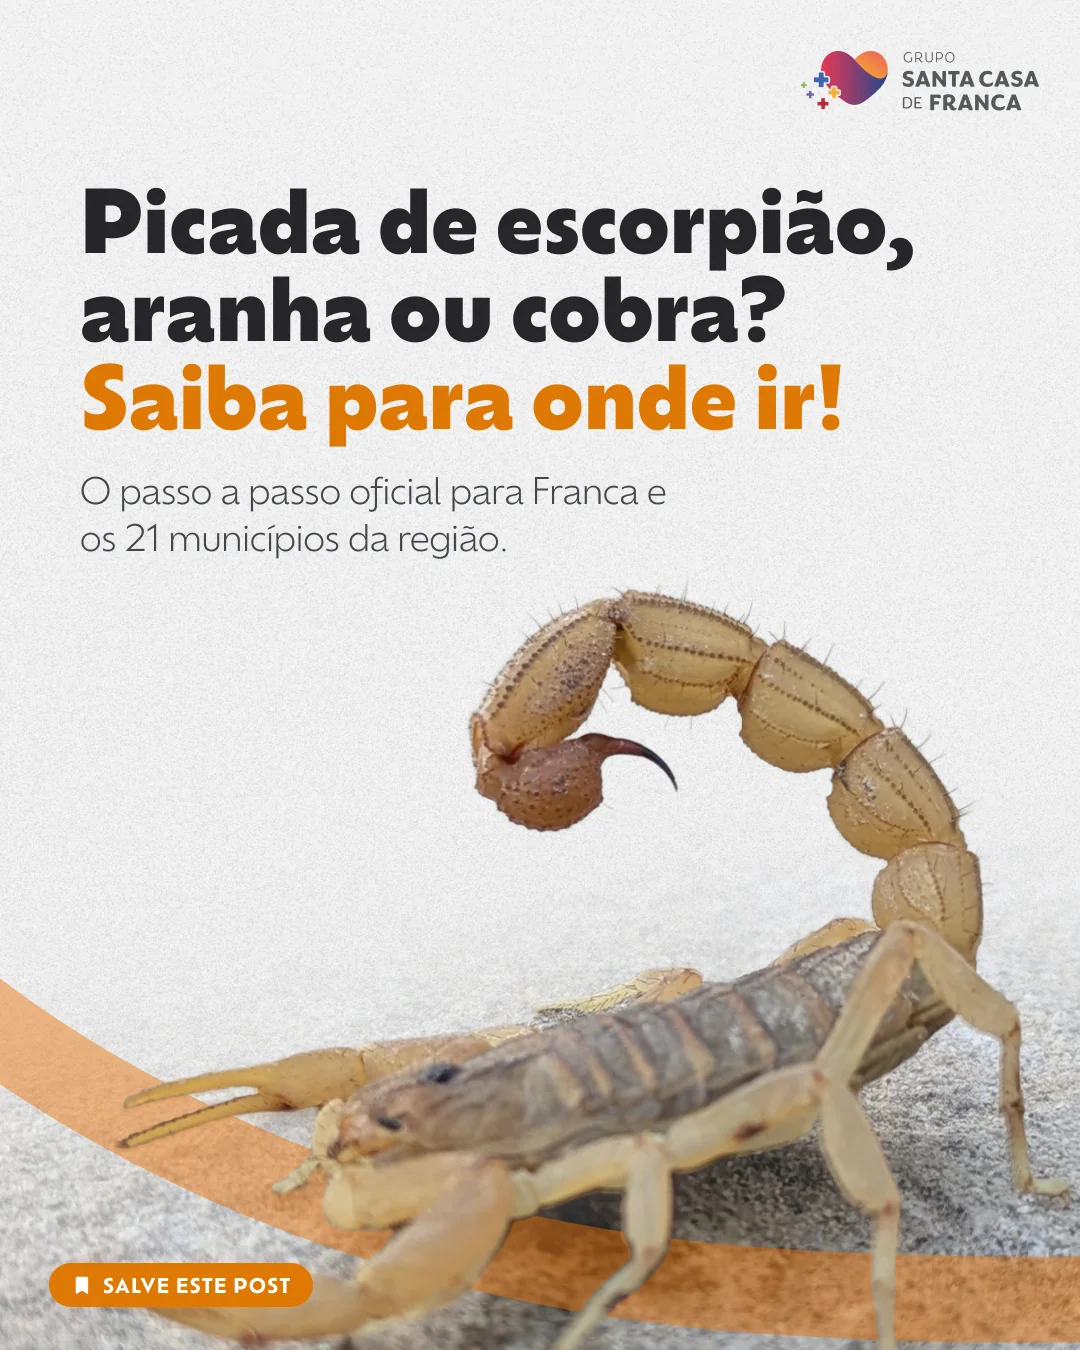 GRUPO
SANTA CASA
DE FRANCA
Picada de escorpião,
aranha ou cobra?
Saiba para onde ir!
O passo a passo oficial para Franca e
os 21 municípios da região.
SALVE ESTE POST